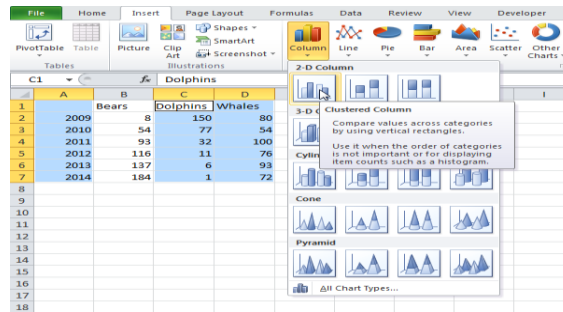 File Home Insert Page Layout Formulas Data Review View Developer
PivotTable Table Picture Clip Art Shapes SmartArt Screenshot Column Line Pie Bar Area Scatter Other Charts
Tables Illustrations
C1 fx Dolphins
A B C D I
1 Bears Dolphins Whales
2 2009 8 150 80
3 2010 54 77 54
4 2011 93 32 100
5 2012 116 11 76
6 2013 137 6 93
7 2014 184 1 72
8
9
10
11
12
13
14
15
16
17
18
2-D Column
3-D C
Clustered Column
Compare values across categories
by using vertical rectangles.
Use it when the order of categories
is not important or for displaying
item counts such as a histogram.
Cylin
Cone
Pyramid
All Chart Types...